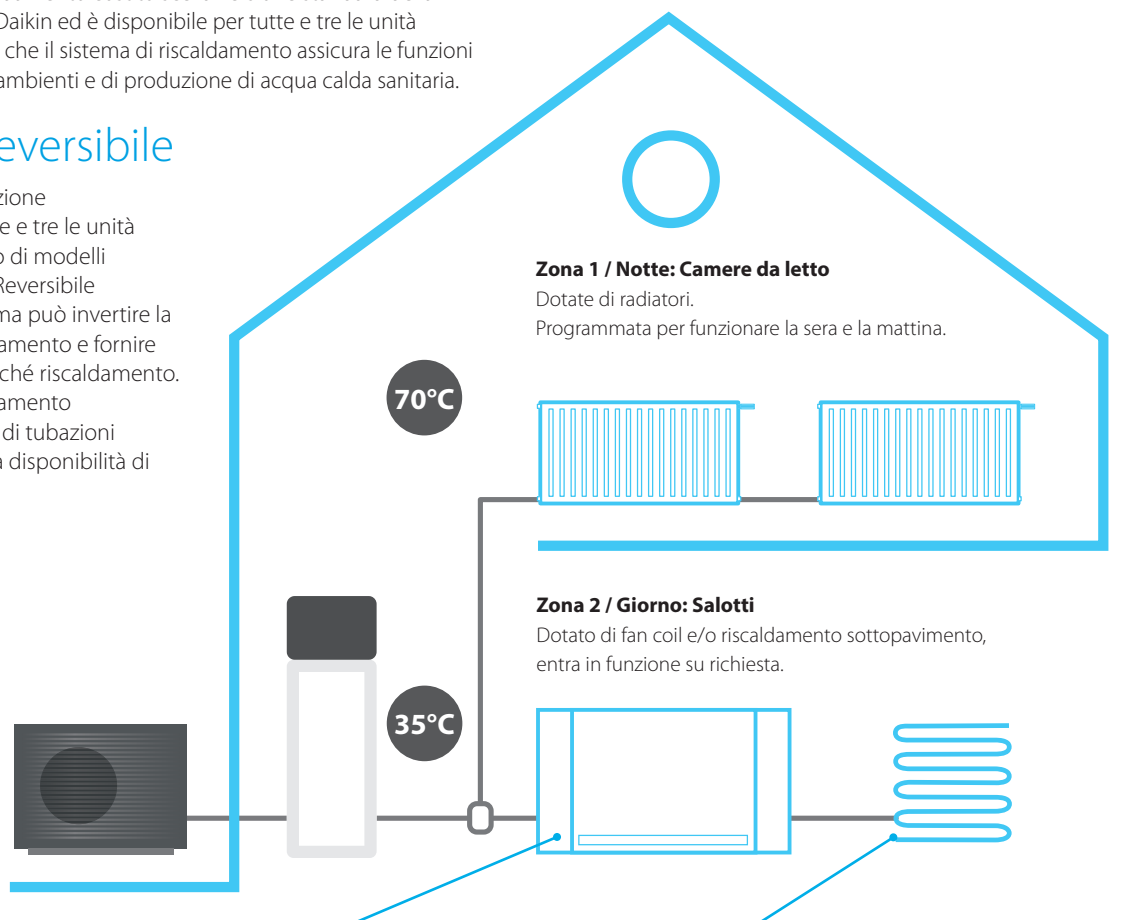 Daikin ed è disponibile per tutte e tre le unità
che il sistema di riscaldamento assicura le funzioni
ambienti e di produzione di acqua calda sanitaria.
eversibile
zione
e e tre le unità
o di modelli
Reversibile
ma può invertire la
amento e fornire
ché riscaldamento.
amento
di tubazioni
a disponibilità di
Zona 1 / Notte: Camere da letto
Dotate di radiatori.
Programmata per funzionare la sera e la mattina.
70°C
Zona 2 / Giorno: Salotti
Dotato di fan coil e/o riscaldamento sottopavimento,
entra in funzione su richiesta.
35°C